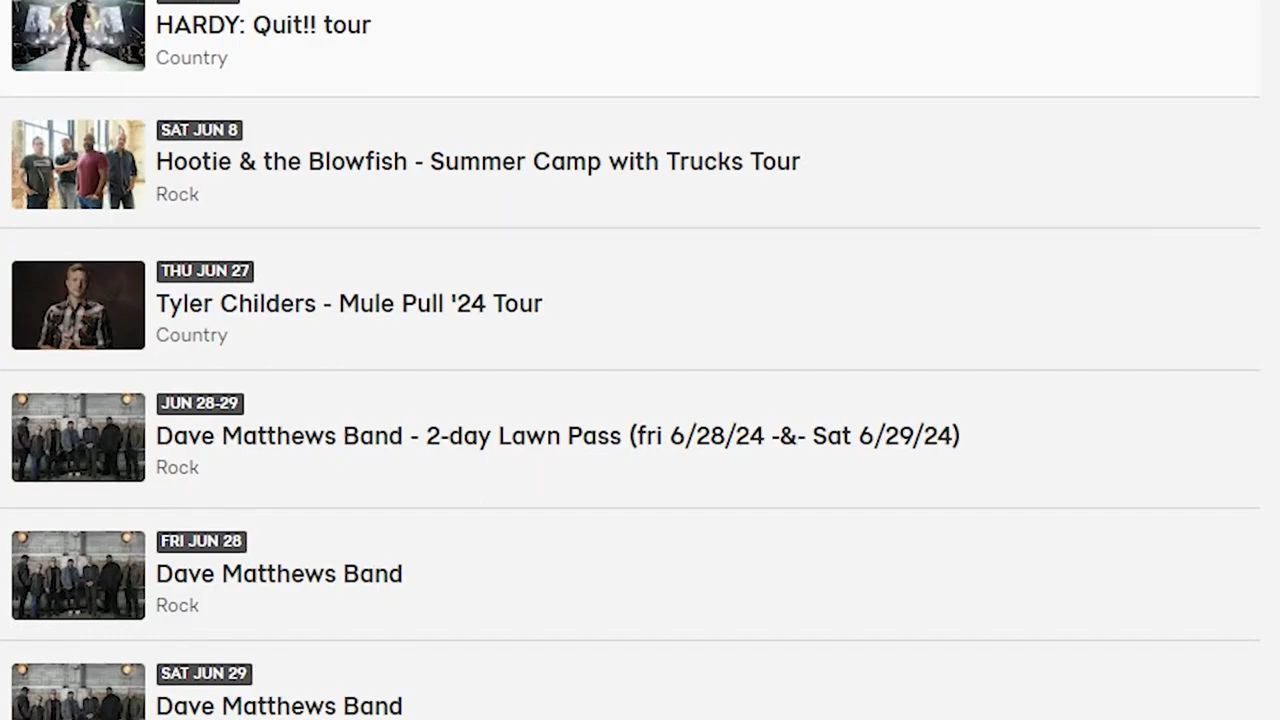 HARDY: Quit!! tour
Country
SAT JUN 8
Hootie & the Blowfish - Summer Camp with Trucks Tour
Rock
THU JUN 27
Tyler Childers - Mule Pull '24 Tour
Country
JUN 28-29
Dave Matthews Band - 2-day Lawn Pass (fri 6/28/24 -&- Sat 6/29/24)
Rock
FRI JUN 28
Dave Matthews Band
Rock
SAT JUN 29
Dave Matthews Band